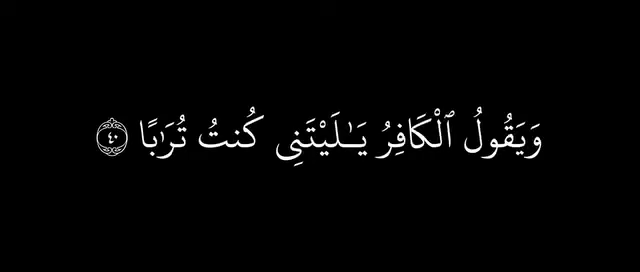 وَيَقُولُ ٱلْكَافِرُ يَـٰلَيْتَنِى كُنتُ تُرَٰبًا ۝٤٠